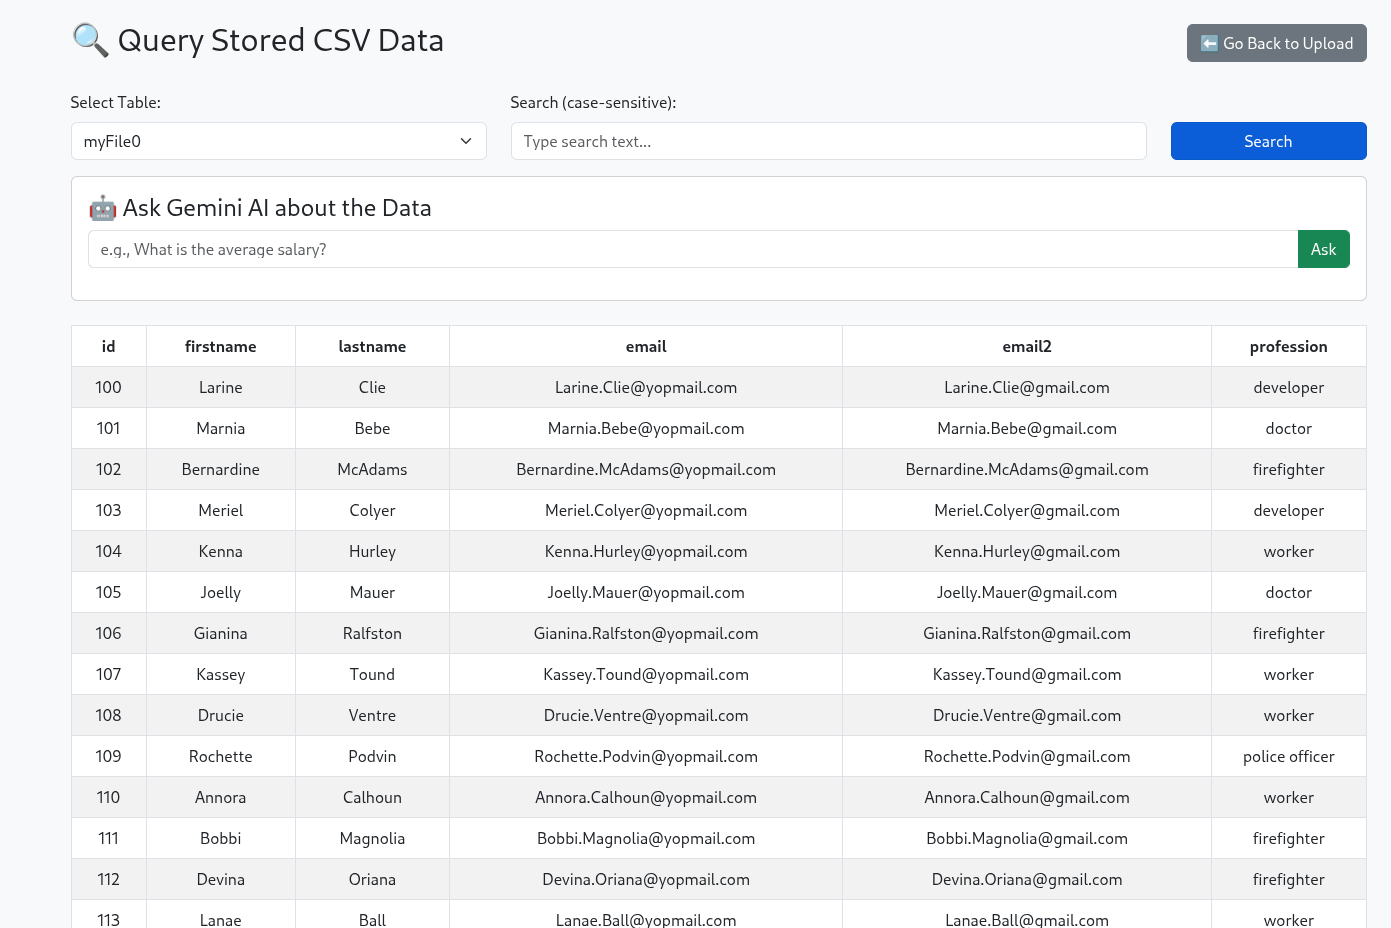 🔍 Query Stored CSV Data
⬅️ Go Back to Upload
Select Table:
Search (case-sensitive):
myFile0
Type search text...
Search
🤖 Ask Gemini AI about the Data
e.g., What is the average salary?
Ask
id firstname lastname email email2 profession
100 Larine Clie Larine.Clie@yopmail.com Larine.Clie@gmail.com developer
101 Marnia Bebe Marnia.Bebe@yopmail.com Marnia.Bebe@gmail.com doctor
102 Bernardine McAdams Bernardine.McAdams@yopmail.com Bernardine.McAdams@gmail.com firefighter
103 Meriel Colyer Meriel.Colyer@yopmail.com Meriel.Colyer@gmail.com developer
104 Kenna Hurley Kenna.Hurley@yopmail.com Kenna.Hurley@gmail.com worker
105 Joelly Mauer Joelly.Mauer@yopmail.com Joelly.Mauer@gmail.com doctor
106 Gianina Ralfston Gianina.Ralfston@yopmail.com Gianina.Ralfston@gmail.com firefighter
107 Kassey Tound Kassey.Tound@yopmail.com Kassey.Tound@gmail.com worker
108 Drucie Ventre Drucie.Ventre@yopmail.com Drucie.Ventre@gmail.com worker
109 Rochette Podvin Rochette.Podvin@yopmail.com Rochette.Podvin@gmail.com police officer
110 Annora Calhoun Annora.Calhoun@yopmail.com Annora.Calhoun@gmail.com worker
111 Bobbi Magnolia Bobbi.Magnolia@yopmail.com Bobbi.Magnolia@gmail.com firefighter
112 Devina Oriana Devina.Oriana@yopmail.com Devina.Oriana@gmail.com firefighter
113 Lanae Ball Lanae.Ball@yopmail.com Lanae.Ball@gmail.com worker